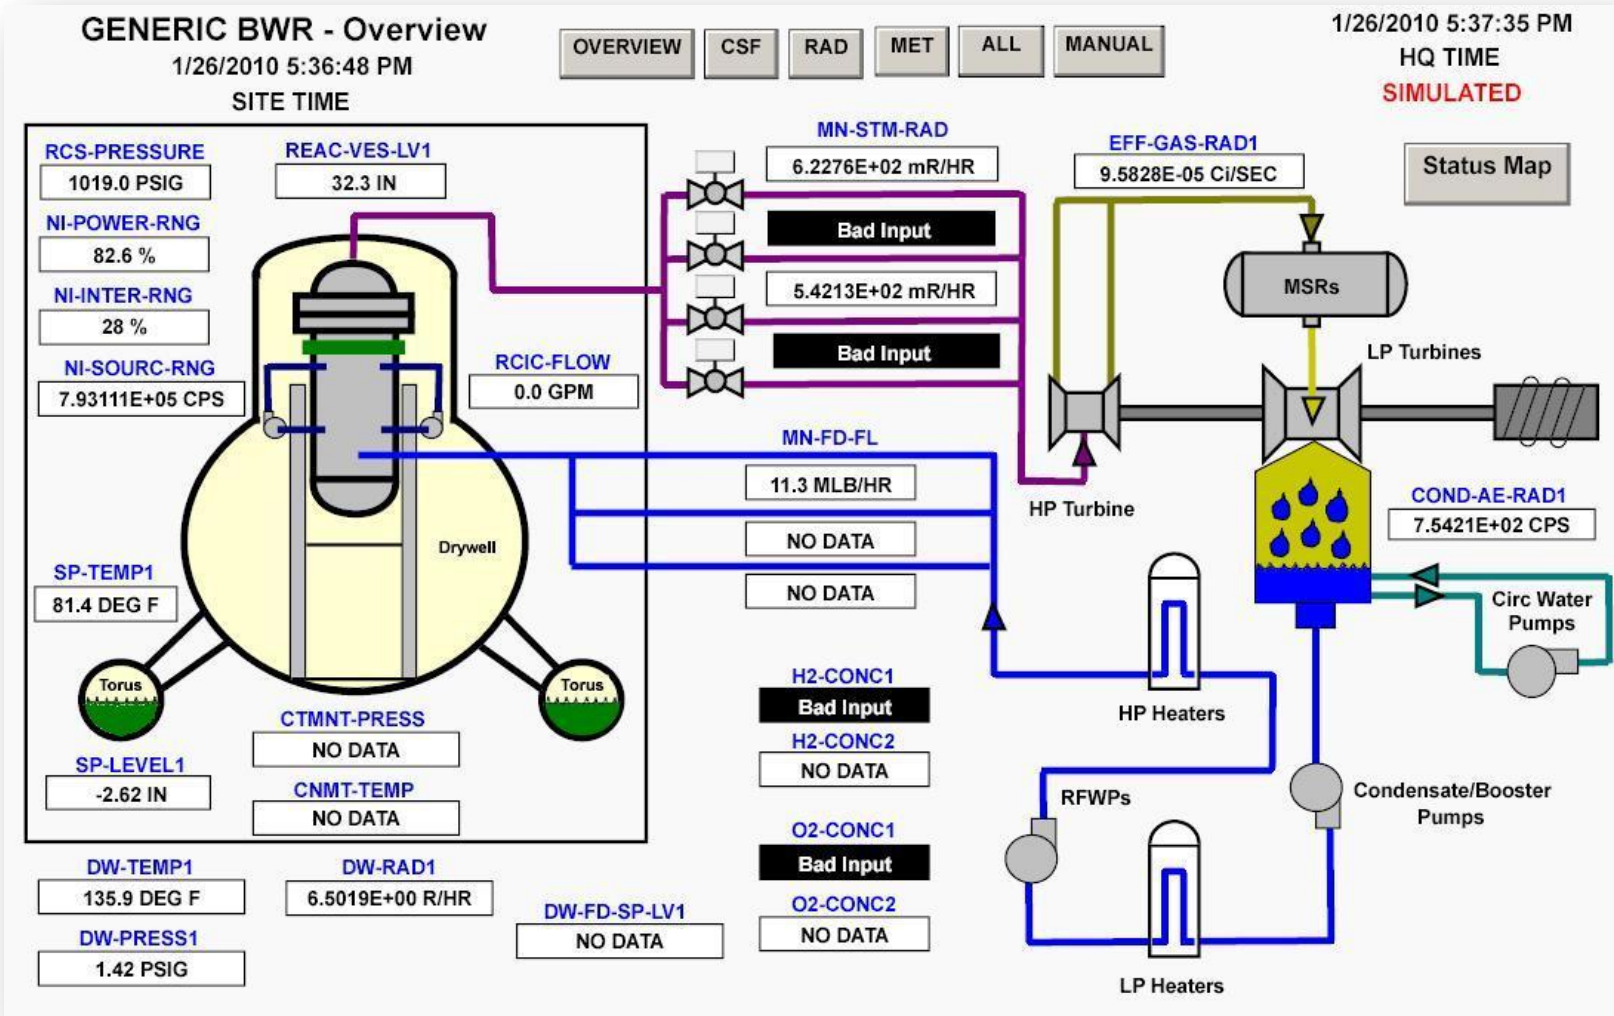 GENERIC BWR - Overview
1/26/2010 5:36:48 PM
SITE TIME
OVERVIEW
CSF
RAD
MET
ALL
MANUAL
1/26/2010 5:37:35 PM
HQ TIME
SIMULATED
Status Map
RCS-PRESSURE
1019.0 PSIG
REAC-VES-LV1
32.3 IN
NI-POWER-RNG
82.6 %
NI-INTER-RNG
28 %
NI-SOURC-RNG
7.93111E+05 CPS
RCIC-FLOW
0.0 GPM
Drywell
SP-TEMP1
81.4 DEG F
Torus
Torus
SP-LEVEL1
-2.62 IN
CTMNT-PRESS
NO DATA
CNMT-TEMP
NO DATA
DW-TEMP1
135.9 DEG F
DW-RAD1
6.5019E+00 R/HR
DW-PRESS1
1.42 PSIG
DW-FD-SP-LV1
NO DATA
MN-STM-RAD
6.2276E+02 mR/HR
Bad Input
5.4213E+02 mR/HR
Bad Input
MN-FD-FL
11.3 MLB/HR
NO DATA
NO DATA
H2-CONC1
Bad Input
H2-CONC2
NO DATA
O2-CONC1
Bad Input
O2-CONC2
NO DATA
EFF-GAS-RAD1
9.5828E-05 Ci/SEC
MSRs
LP Turbines
HP Turbine
COND-AE-RAD1
7.5421E+02 CPS
Circ Water
Pumps
HP Heaters
RFWPs
Condensate/Booster
Pumps
LP Heaters